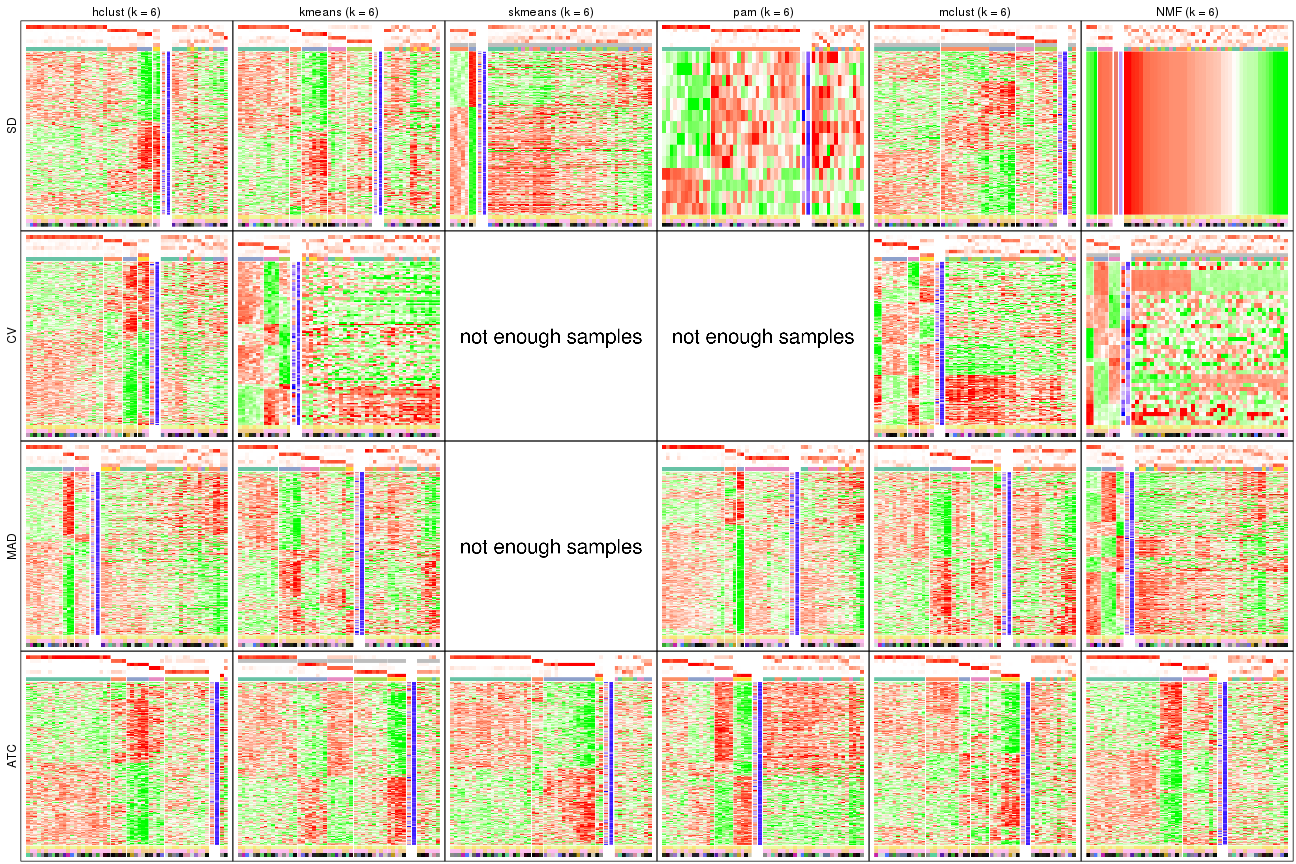 hclust (k = 6) kmeans (k = 6) skmeans (k = 6) pam (k = 6) mclust (k = 6) NMF (k = 6)
SD
CV
not enough samples not enough samples
MAD
not enough samples
ATC